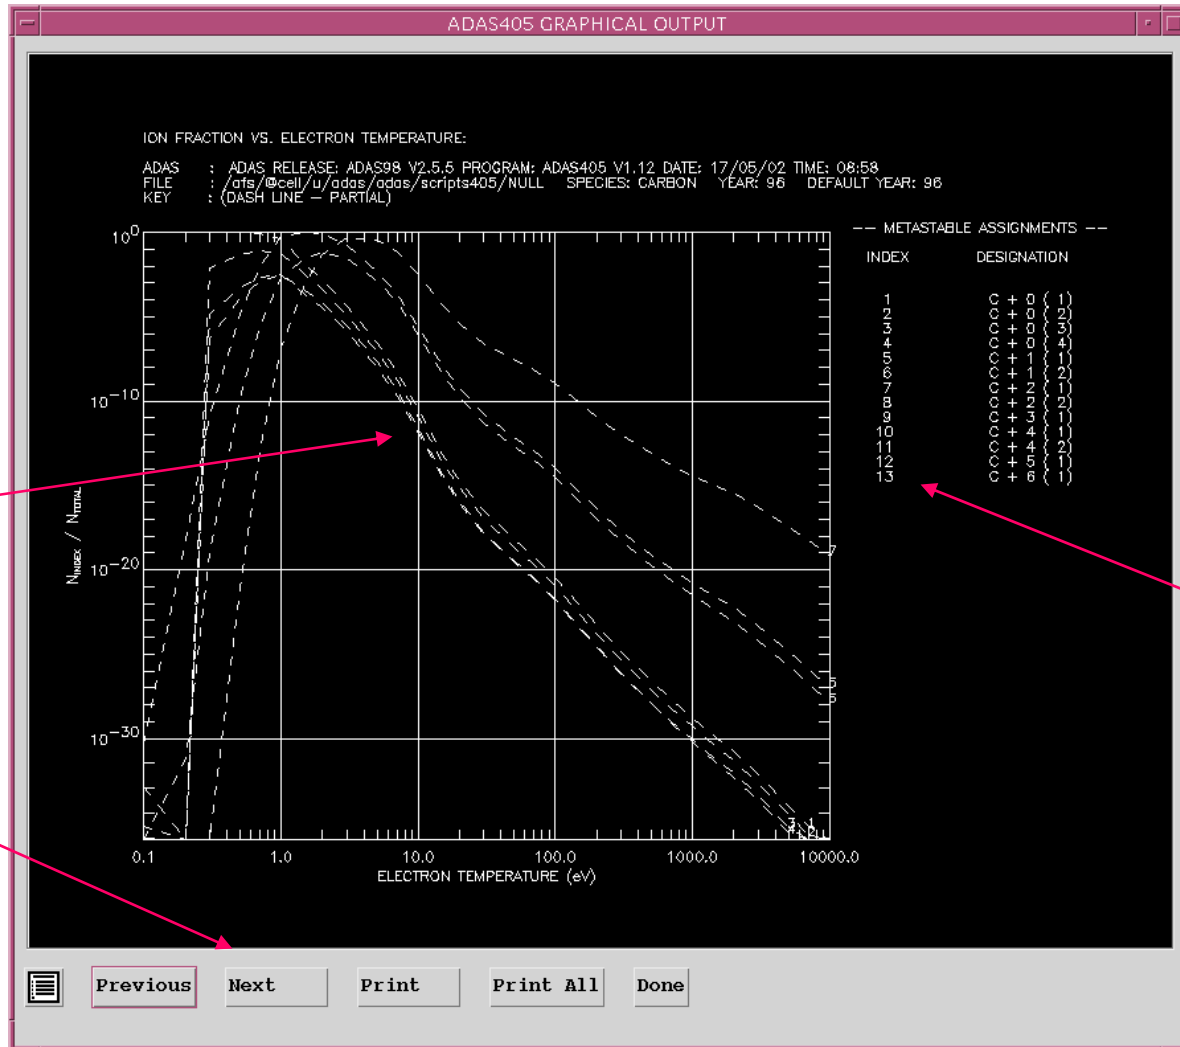 ADAS405 GRAPHICAL OUTPUT
ION FRACTION VS. ELECTRON TEMPERATURE:
ADAS : ADAS RELEASE: ADAS98 V2.5.5 PROGRAM: ADAS405 V1.12 DATE: 17/05/02 TIME: 08:58
FILE : /afs/@cell/u/adas/adas/scripts405/NULL SPECIES: CARBON YEAR: 96 DEFAULT YEAR: 96
KEY : (DASH LINE – PARTIAL)
-- METASTABLE ASSIGNMENTS --
INDEX DESIGNATION
1 C + 0 ( 1)
2 C + 0 ( 2)
3 C + 0 ( 3)
4 C + 0 ( 4)
5 C + 1 ( 1)
6 C + 1 ( 2)
7 C + 2 ( 1)
8 C + 2 ( 2)
9 C + 3 ( 1)
10 C + 4 ( 1)
11 C + 4 ( 2)
12 C + 5 ( 1)
13 C + 6 ( 1)
10^0
10^-10
10^-20
10^-30
N_INDEX / N_TOTAL
7
0.1 1.0 10.0 100.0 1000.0 10000.0
ELECTRON TEMPERATURE (eV)
Previous Next Print Print All Done